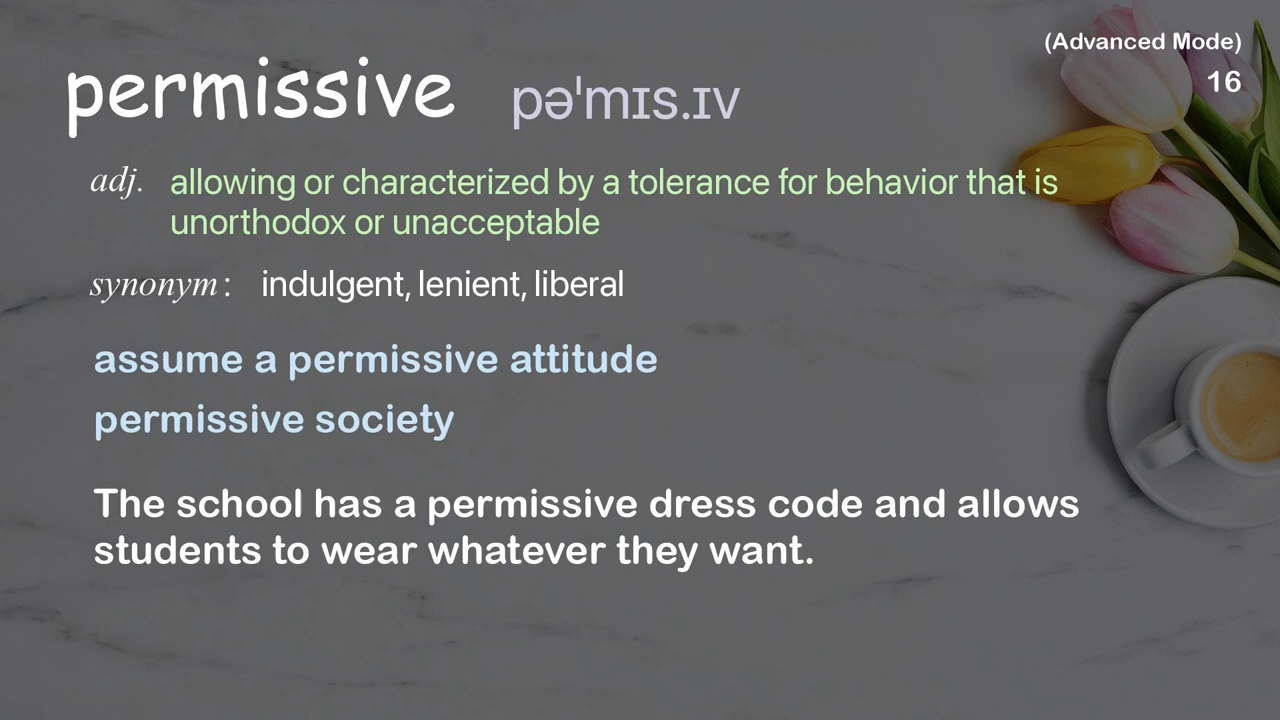 (Advanced Mode)
permissive pəˈmɪs.ɪv
16
adj. allowing or characterized by a tolerance for behavior that is
unorthodox or unacceptable
synonym: indulgent, lenient, liberal
assume a permissive attitude
permissive society
The school has a permissive dress code and allows
students to wear whatever they want.